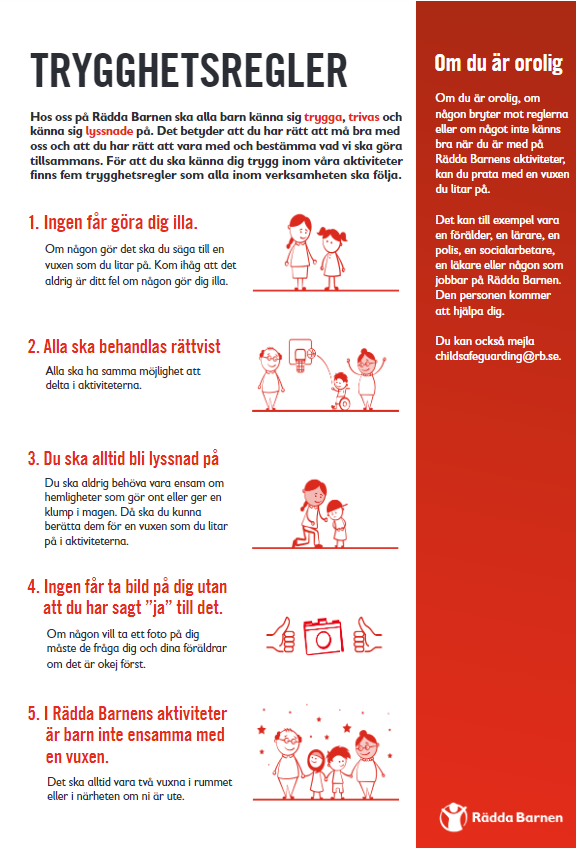 TRYGGHETSREGLER
Hos oss på Rädda Barnen ska alla barn känna sig trygga, trivas och
känna sig lyssnade på. Det betyder att du har rätt att må bra med
oss och att du har rätt att vara med och bestämma vad vi ska göra
tillsammans. För att du ska känna dig trygg inom våra aktiviteter
finns fem trygghetsregler som alla inom verksamheten ska följa.
1. Ingen får göra dig illa.
Om någon gör det ska du säga till en
vuxen som du litar på. Kom ihåg att det
aldrig är ditt fel om någon gör dig illa.
2. Alla ska behandlas rättvist
Alla ska ha samma möjlighet att
delta i aktiviteterna.
3. Du ska alltid bli lyssnad på
Du ska aldrig behöva vara ensam om
hemligheter som gör ont eller ger en
klump i magen. Då ska du kunna
berätta dem för en vuxen som du litar
på i aktiviteterna.
4. Ingen får ta bild på dig utan
att du har sagt ”ja” till det.
Om någon vill ta ett foto på dig
måste de fråga dig och dina föräldrar
om det är okej först.
5. I Rädda Barnens aktiviteter
är barn inte ensamma med
en vuxen.
Det ska alltid vara två vuxna i rummet
eller i närheten om ni är ute.
Om du är orolig
Om du är orolig, om
någon bryter mot reglerna
eller om något inte känns
bra när du är med på
Rädda Barnens aktiviteter,
kan du prata med en vuxen
du litar på.
Det kan till exempel vara
en förälder, en lärare, en
polis, en socialarbetare,
en läkare eller någon som
jobbar på Rädda Barnen.
Den personen kommer
att hjälpa dig.
Du kan också mejla
childsafeguarding@rb.se.
Rädda Barnen